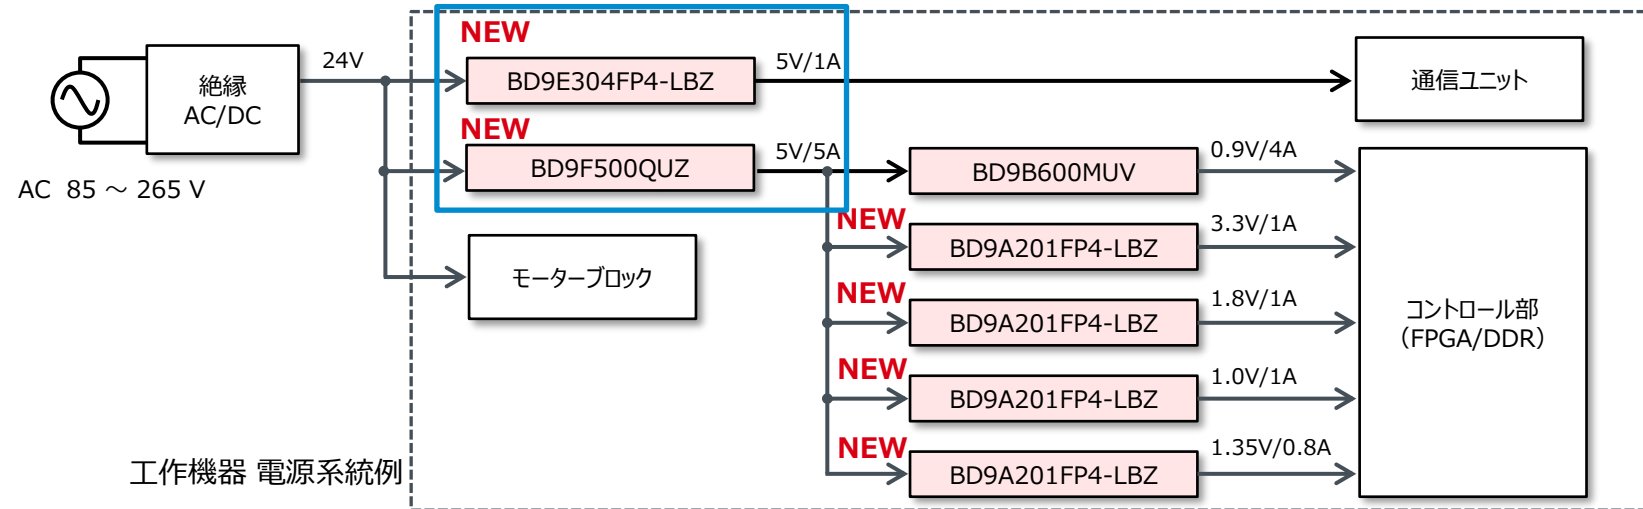 NEW
24V
5V/1A
絶縁
AC/DC
BD9E304FP4-LBZ
通信ユニット
NEW
5V/5A
0.9V/4A
BD9F500QUZ
BD9B600MUV
AC 85 ～ 265 V
NEW
3.3V/1A
BD9A201FP4-LBZ
モーターブロック
NEW
1.8V/1A
BD9A201FP4-LBZ
コントロール部
（FPGA/DDR）
NEW
1.0V/1A
BD9A201FP4-LBZ
NEW
1.35V/0.8A
BD9A201FP4-LBZ
工作機器 電源系統例